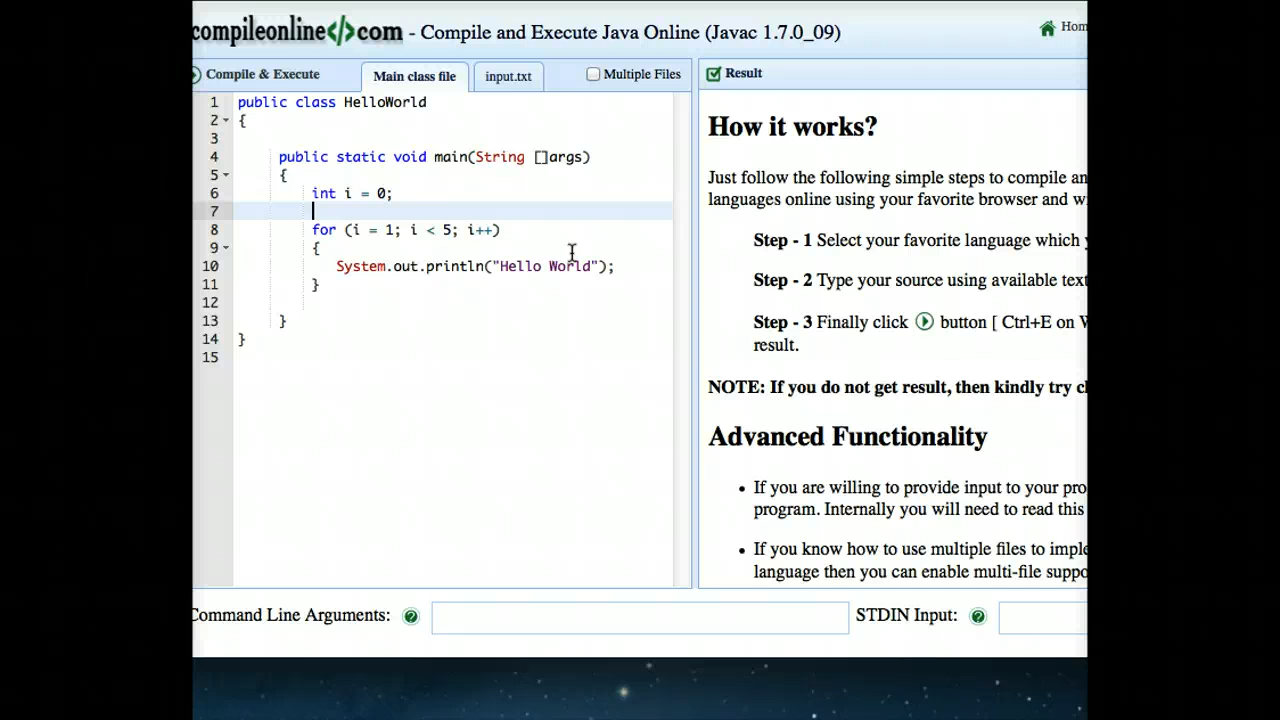 compileonline</>com - Compile and Execute Java Online (Javac 1.7.0_09)
Hom
Compile & Execute
Main class file
input.txt
Multiple Files
Result
1 public class HelloWorld
2 {
3
4 public static void main(String []args)
5 {
6 int i = 0;
7
8 for (i = 1; i < 5; i++)
9 {
10 System.out.println("Hello World");
11 }
12
13 }
14 }
15
How it works?
Just follow the following simple steps to compile an
languages online using your favorite browser and wi
Step - 1 Select your favorite language which y
Step - 2 Type your source using available text
Step - 3 Finally click button [ Ctrl+E on W
result.
NOTE: If you do not get result, then kindly try cl
Advanced Functionality
• If you are willing to provide input to your pro
program. Internally you will need to read this
• If you know how to use multiple files to imple
language then you can enable multi-file suppo
Command Line Arguments:
STDIN Input: